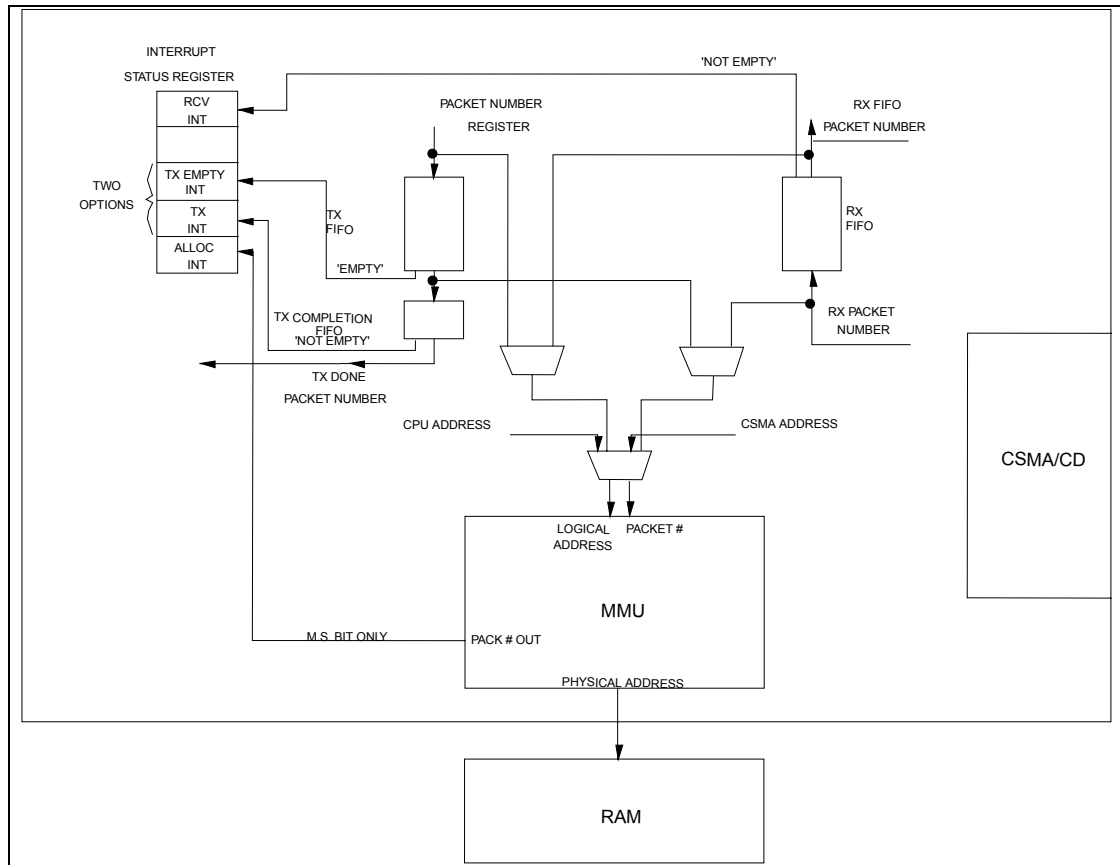 INTERRUPT
STATUS REGISTER
RCV
INT
TX EMPTY
INT
TX
INT
ALLOC
INT
TWO
OPTIONS
'NOT EMPTY'
PACKET NUMBER
REGISTER
RX FIFO
PACKET NUMBER
TX
FIFO
RX
FIFO
'EMPTY'
TX COMPLETION
FIFO
'NOT EMPTY'
TX DONE
PACKET NUMBER
RX PACKET
NUMBER
CPU ADDRESS
CSMA ADDRESS
CSMA/CD
LOGICAL
ADDRESS
PACKET #
MMU
M.S. BIT ONLY
PACK # OUT
PHYSICAL ADDRESS
RAM